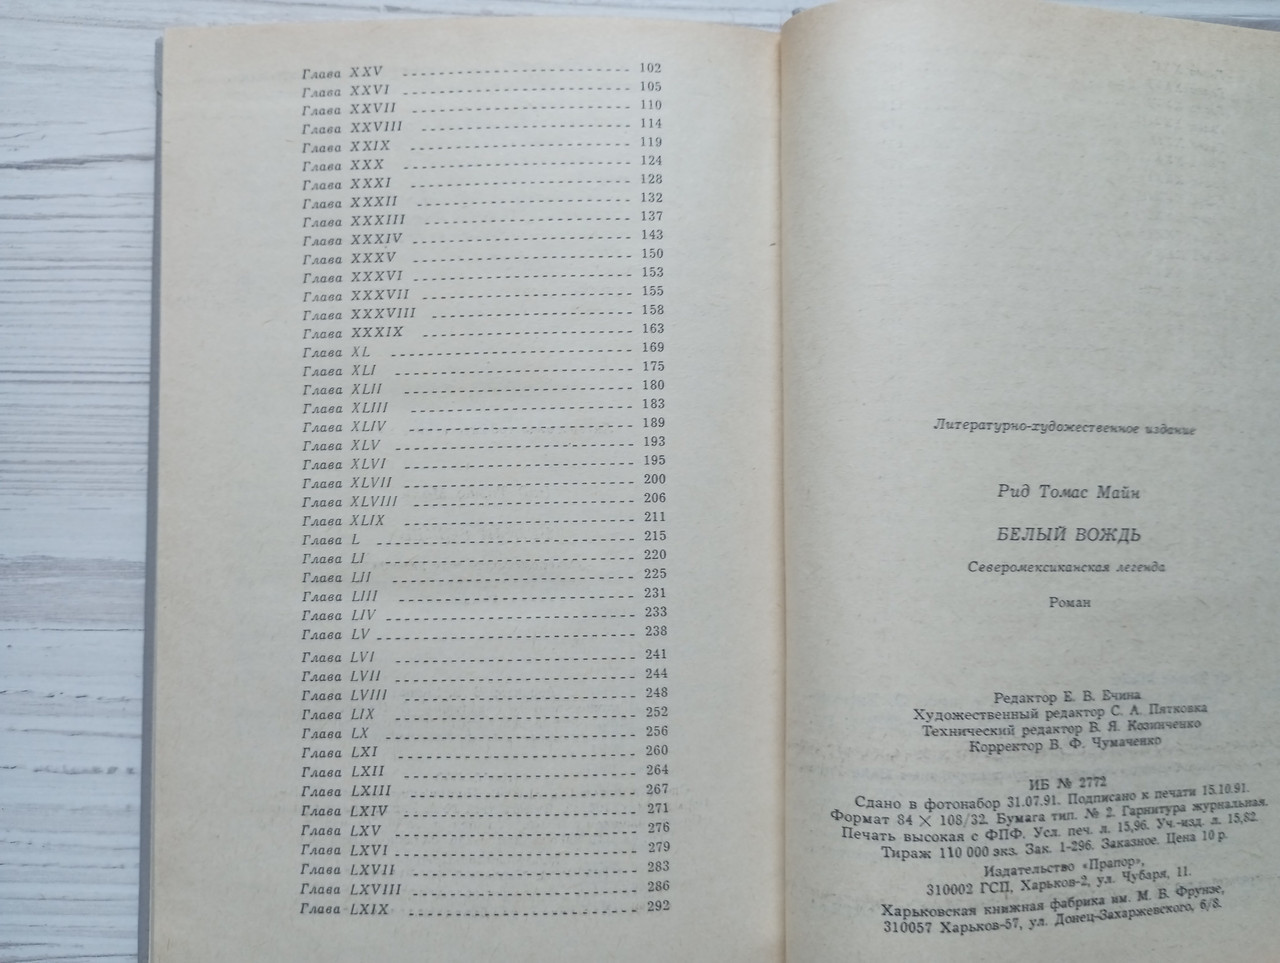 Глава XXV 102
Глава XXVI 105
Глава XXVII 110
Глава XXVIII 114
Глава XXIX 119
Глава XXX 124
Глава XXXI 128
Глава XXXII 132
Глава XXXIII 137
Глава XXXIV 143
Глава XXXV 150
Глава XXXVI 153
Глава XXXVII 155
Глава XXXVIII 158
Глава XXXIX 163
Глава XL 169
Глава XLI 175
Глава XLII 180
Глава XLIII 183
Глава XLIV 189
Глава XLV 193
Глава XLVI 195
Глава XLVII 200
Глава XLVIII 206
Глава XLIX 211
Глава L 215
Глава LI 220
Глава LII 225
Глава LIII 231
Глава LIV 233
Глава LV 238
Глава LVI 241
Глава LVII 244
Глава LVIII 248
Глава LIX 252
Глава LX 256
Глава LXI 260
Глава LXII 264
Глава LXIII 267
Глава LXIV 271
Глава LXV 276
Глава LXVI 279
Глава LXVII 283
Глава LXVIII 286
Глава LXIX 292
Литературно-художественное издание
Рид Томас Майн
БЕЛЫЙ ВОЖДЬ
Северомексиканская легенда
Роман
Редактор Е. В. Ечина
Художественный редактор С. А. Пятковка
Технический редактор В. Я. Козинченко
Корректор В. Ф. Чумаченко
ИБ № 2772
Сдано в фотонабор 31.07.91. Подписано к печати 15.10.91.
Формат 84 × 108/32. Бумага тип. № 2. Гарнитура журнальная.
Печать высокая с ФПФ. Усл. печ. л. 15,96. Уч.-изд. л. 15,82.
Тираж 110 000 экз. Зак. 1-296. Заказное. Цена 10 р.
Издательство «Прапор»,
310002 ГСП, Харьков-2, ул. Чубаря, 11.
Харьковская книжная фабрика им. М. В. Фрунзе,
310057 Харьков-57, ул. Донец-Захаржевского, 6/8.